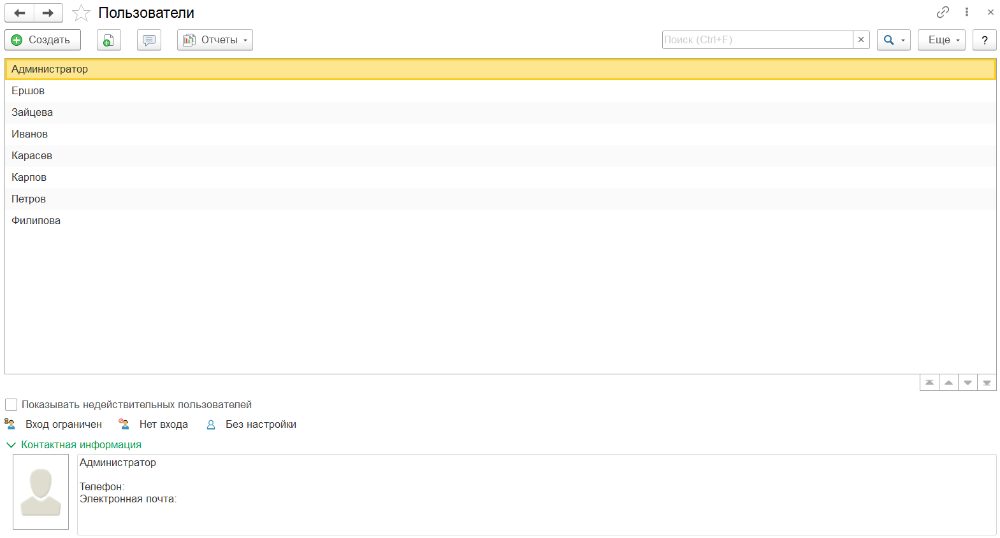 Пользователи
Создать
Отчеты
Поиск (Ctrl+F)
×
Еще
?
Администратор
Ершов
Зайцева
Иванов
Карасев
Карпов
Петров
Филипова
Показывать недействительных пользователей
Вход ограничен Нет входа Без настройки
Контактная информация
Администратор
Телефон:
Электронная почта: